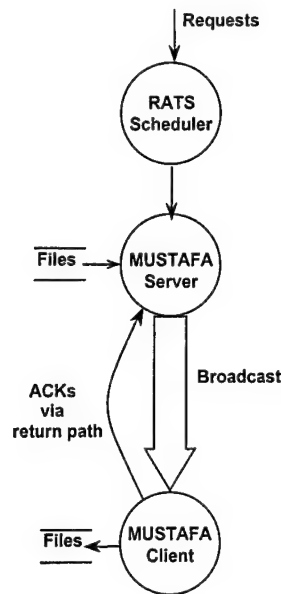 Requests
RATS
Scheduler
Files
MUSTAFA
Server
Broadcast
ACKs
via
return path
Files
MUSTAFA
Client